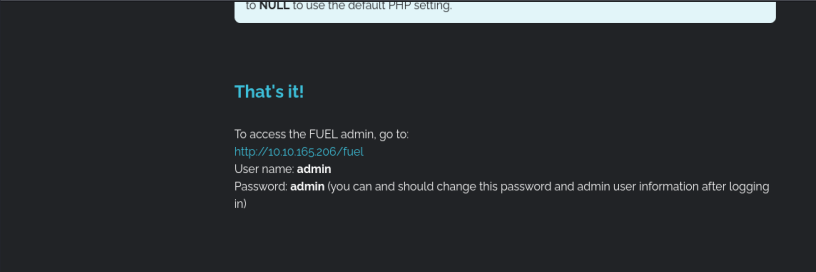 to NULL to use the default PHP setting.
That's it!
To access the FUEL admin, go to:
http://10.10.165.206/fuel
User name: admin
Password: admin (you can and should change this password and admin user information after logging
in)